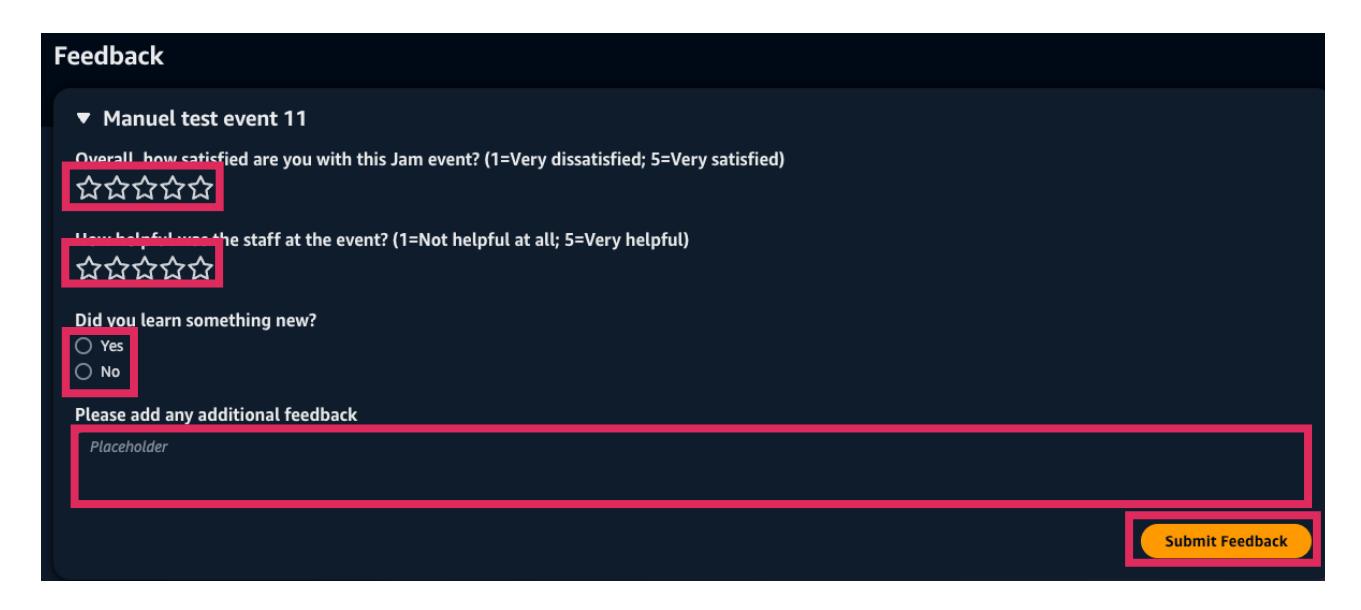 Feedback
Manuel test event 11
Overall, how satisfied are you with this Jam event? (1=Very dissatisfied; 5=Very satisfied)
How helpful was the staff at the event? (1=Not helpful at all; 5=Very helpful)
Did you learn something new?
Yes
No
Please add any additional feedback
Placeholder
Submit Feedback